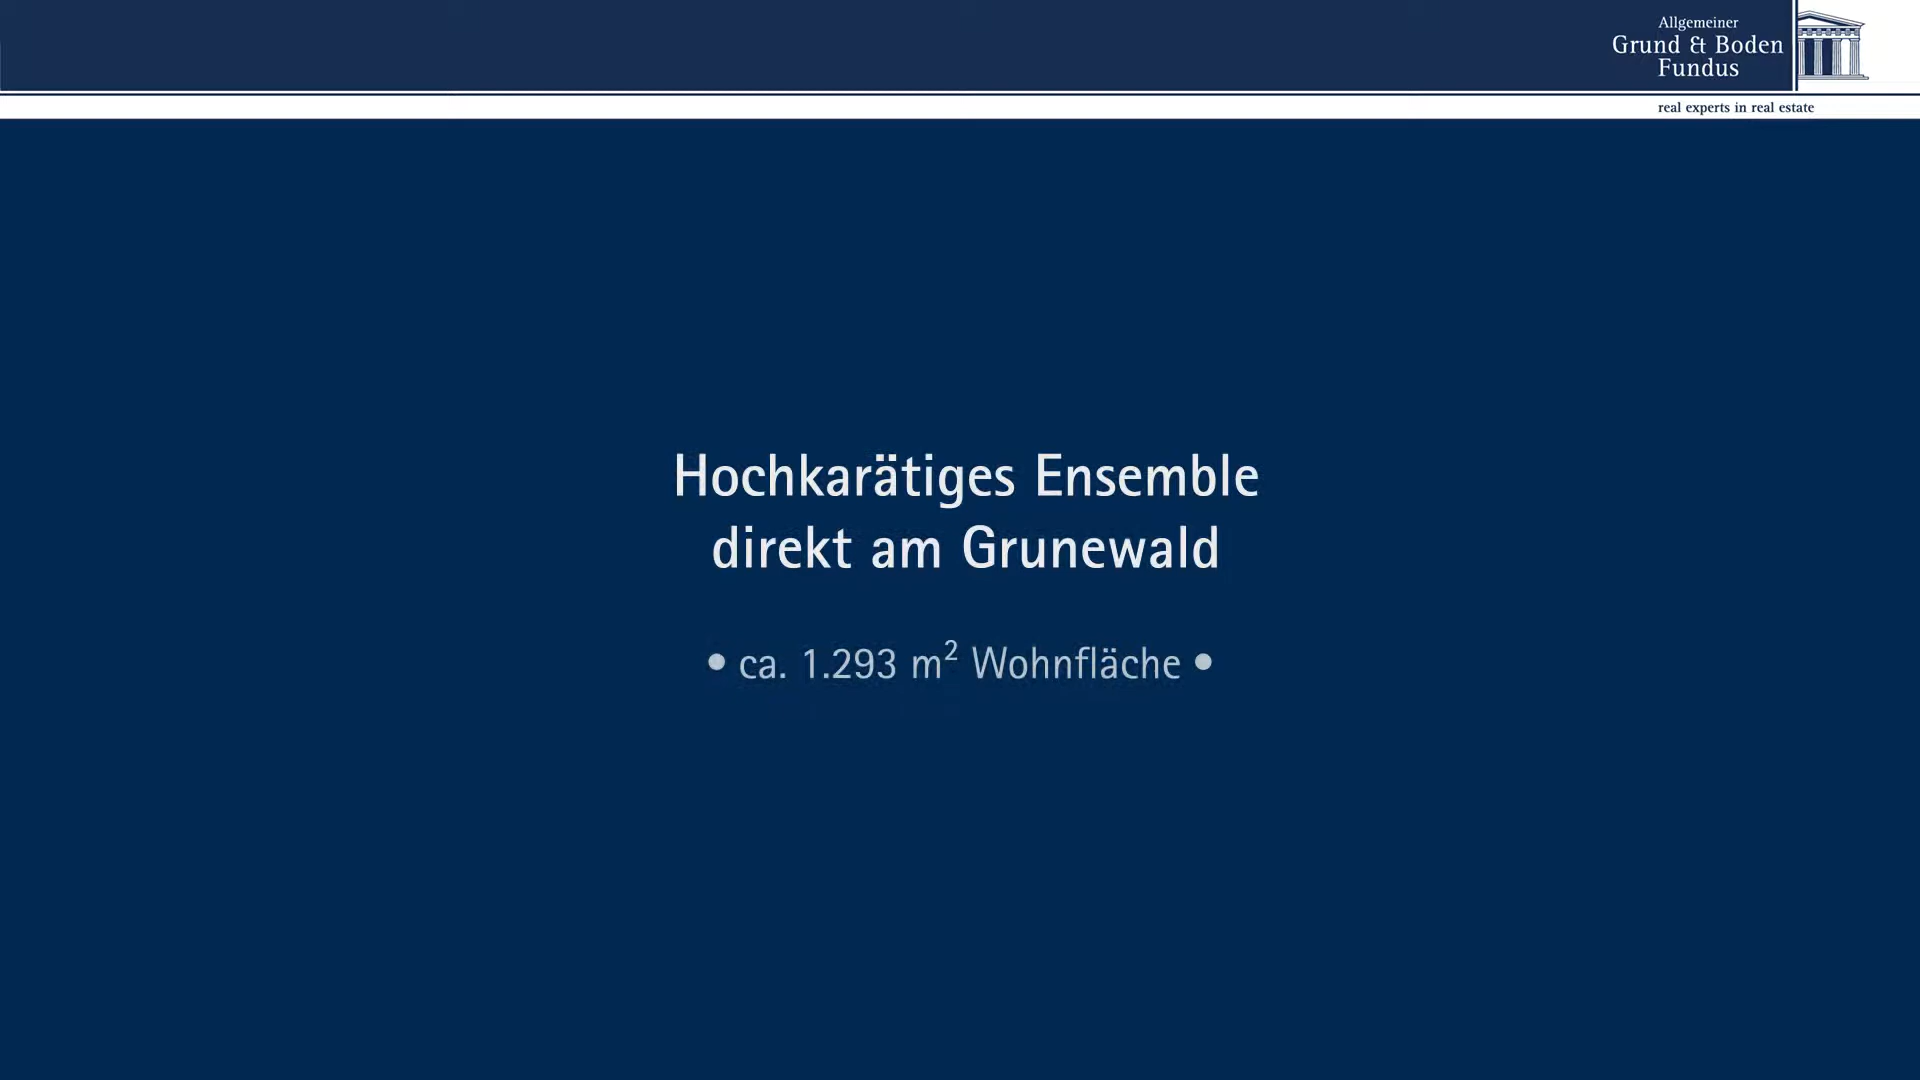 Allgemeiner
Grund & Boden
Fundus
real experts in real estate
Hochkarätiges Ensemble
direkt am Grunewald
• ca. 1.293 m² Wohnfläche •